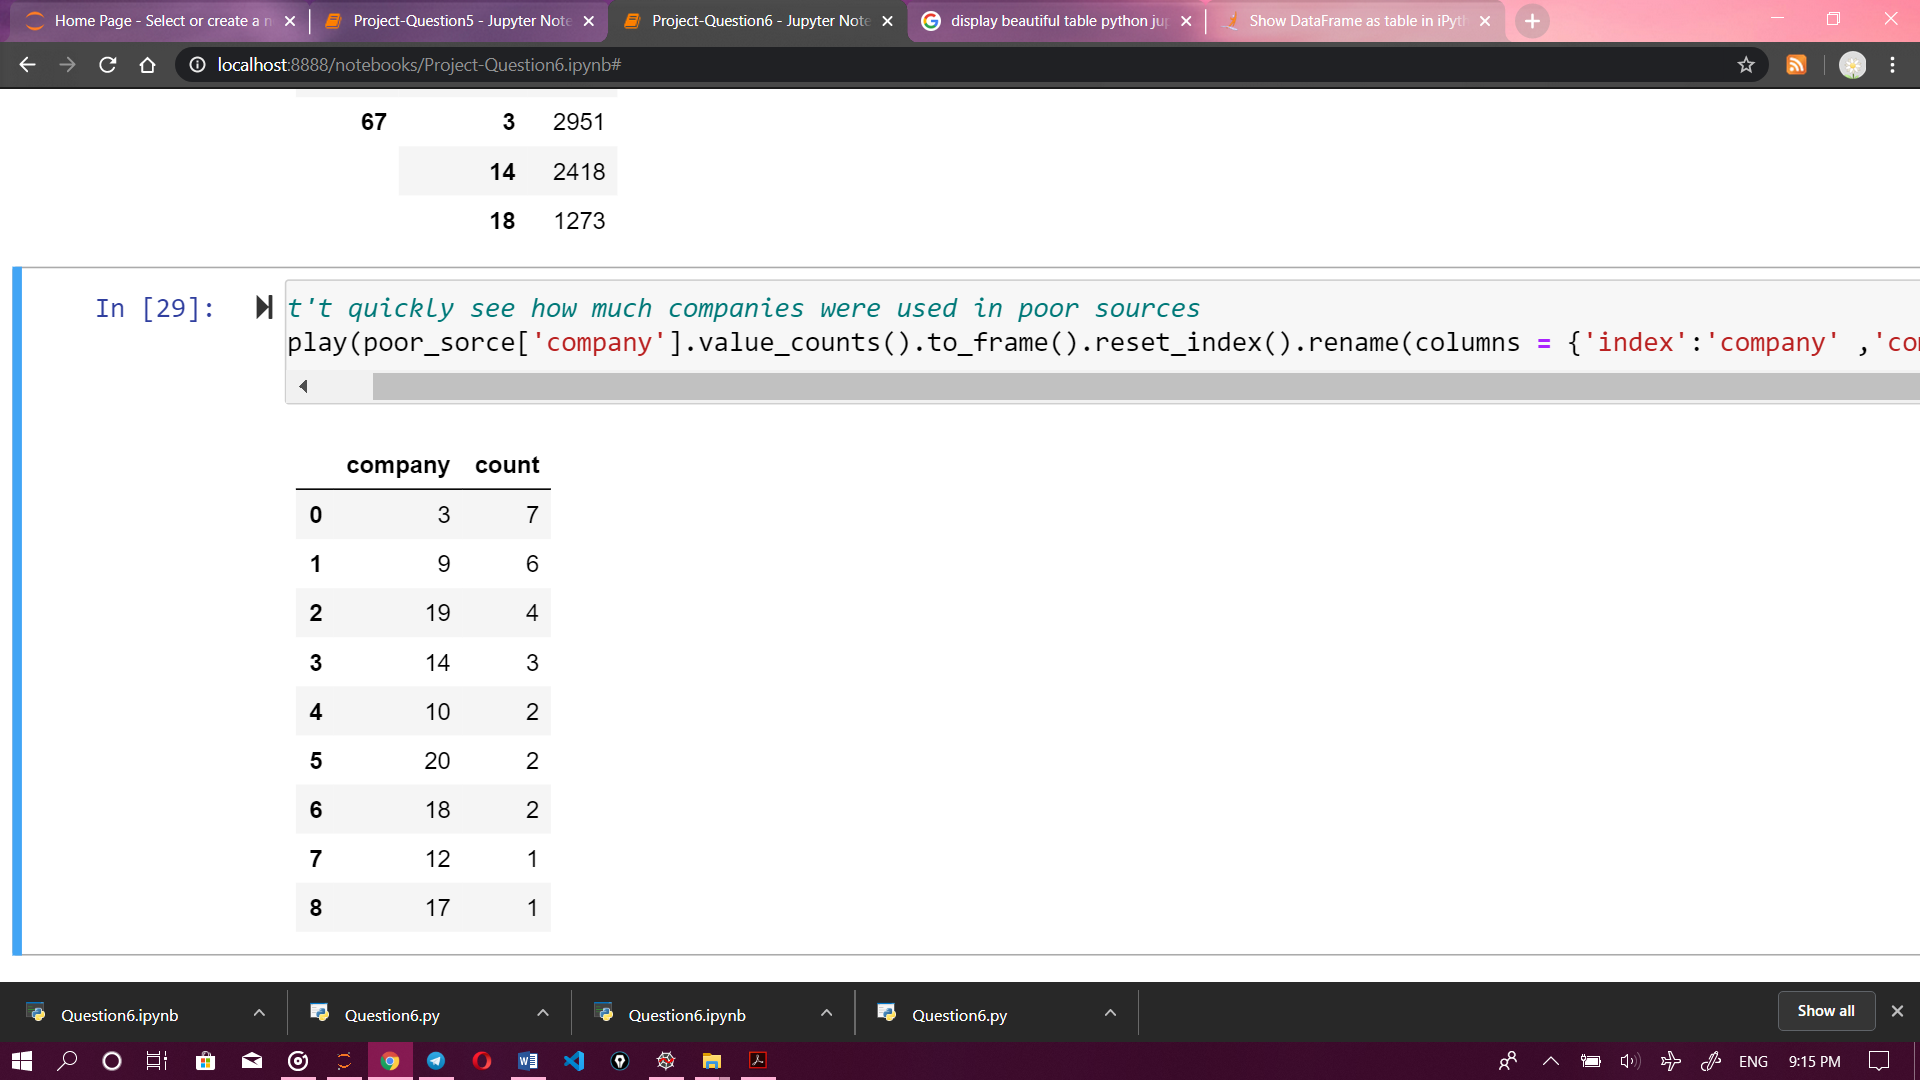 Home Page - Select or create a n
Project-Question5 - Jupyter Note
Project-Question6 - Jupyter Note
display beautiful table python jup
Show DataFrame as table in iPyth
localhost:8888/notebooks/Project-Question6.ipynb#
67 3 2951
14 2418
18 1273
In [29]:
t't quickly see how much companies were used in poor sources
play(poor_sorce['company'].value_counts().to_frame().reset_index().rename(columns = {'index':'company' ,'co
company count
0 3 7
1 9 6
2 19 4
3 14 3
4 10 2
5 20 2
6 18 2
7 12 1
8 17 1
Question6.ipynb
Question6.py
Question6.ipynb
Question6.py
Show all
ENG
9:15 PM